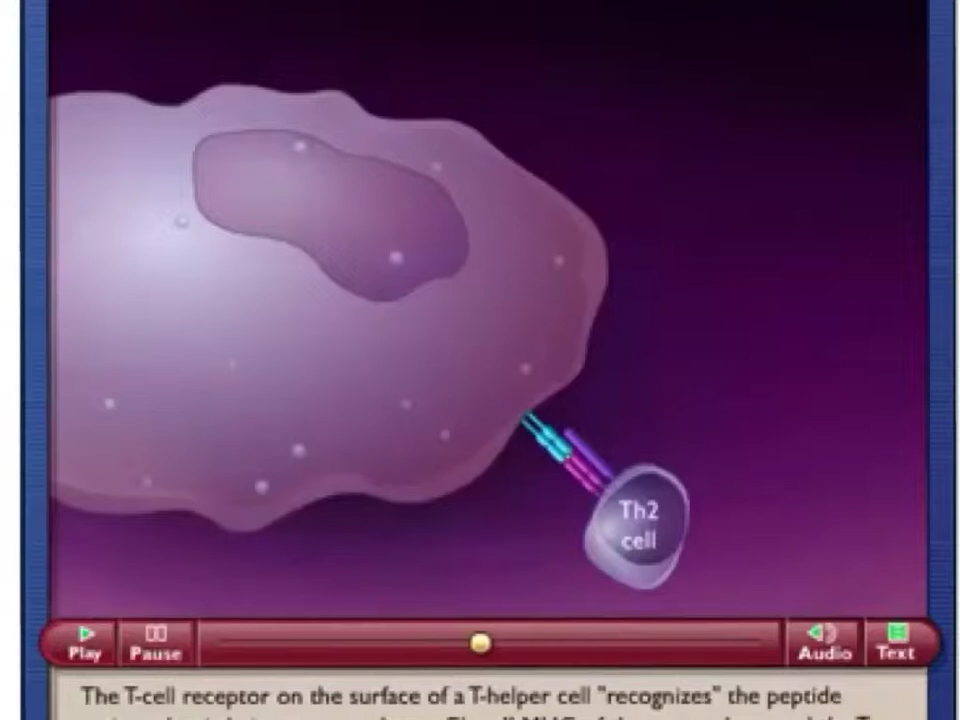 Th2
cell
Play
Pause
Audio
Text
The T-cell receptor on the surface of a T-helper cell "recognizes" the peptide